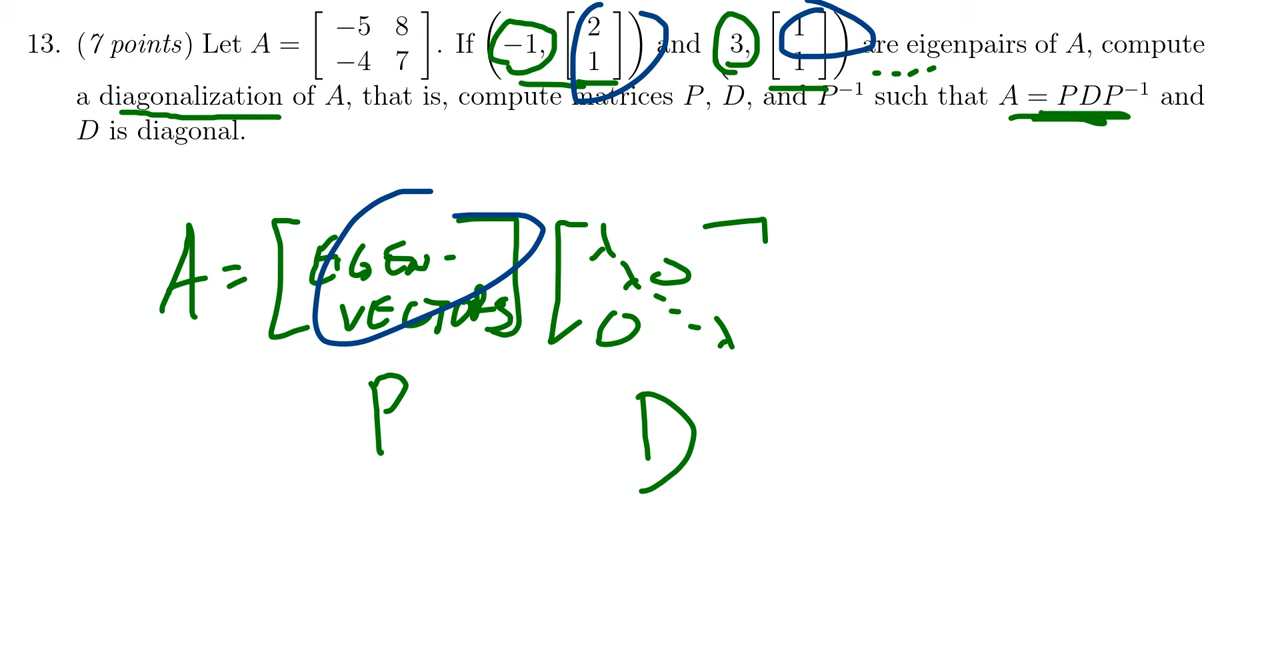 13. (7 points) Let A = [ −5 8 ; −4 7 ]. If (−1, [ 2 ; 1 ]) and (3, [ 1 ; 1 ]) are eigenpairs of A, compute
a diagonalization of A, that is, compute matrices P, D, and P⁻¹ such that A = PDP⁻¹ and
D is diagonal.
A = [ EIGEN- VECTORS ] [ λ λ 0 0 ⋱ λ ]
P D